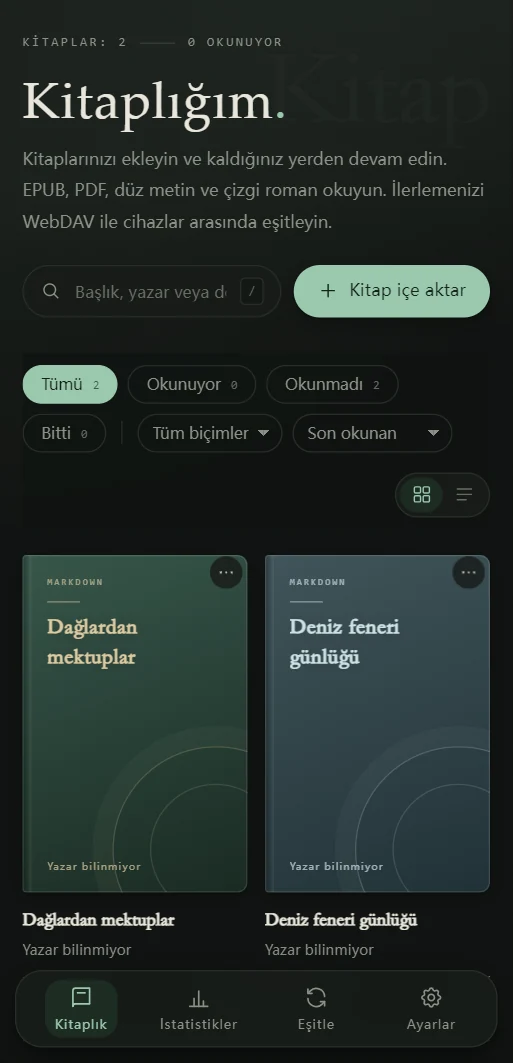 KİTAPLAR: 2 0 OKUNUYOR
Kitap
Kitaplığım.
Kitaplarınızı ekleyin ve kaldığınız yerden devam edin.
EPUB, PDF, düz metin ve çizgi roman okuyun. İlerlemenizi
WebDAV ile cihazlar arasında eşitleyin.
Başlık, yazar veya d /
+ Kitap içe aktar
Tümü 2 Okunuyor 0 Okunmadı 2
Bitti 0 Tüm biçimler Son okunan
MARKDOWN
Dağlardan
mektuplar
Yazar bilinmiyor
MARKDOWN
Deniz feneri
günlüğü
Yazar bilinmiyor
Dağlardan mektuplar
Yazar bilinmiyor
Deniz feneri günlüğü
Yazar bilinmiyor
Kitaplık İstatistikler Eşitle Ayarlar